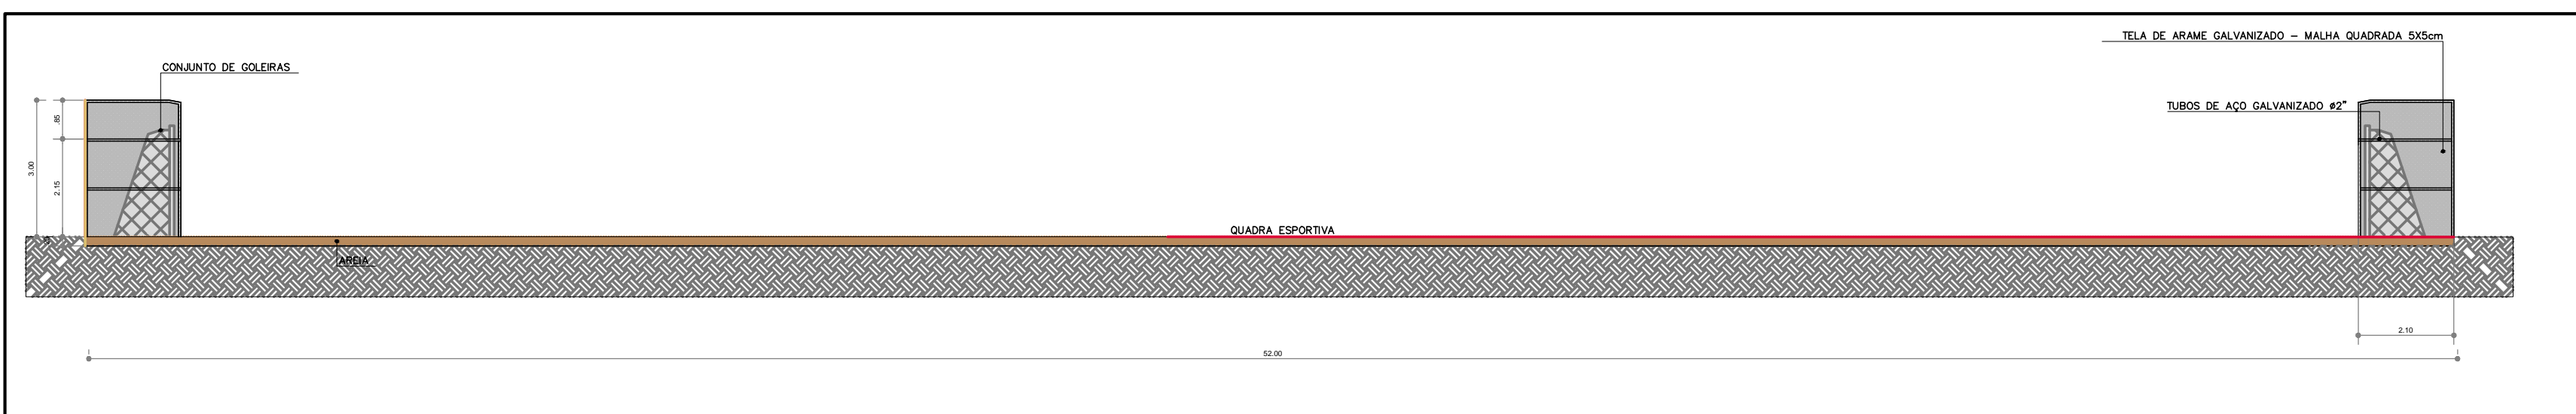 TELA DE ARAME GALVANIZADO - MALHA QUADRADA 5X5cm
CONJUNTO DE GOLEIRAS
TUBOS DE AÇO GALVANIZADO ø2"
.85
3.00
2.15
QUADRA ESPORTIVA
AREIA
2.10
52.00